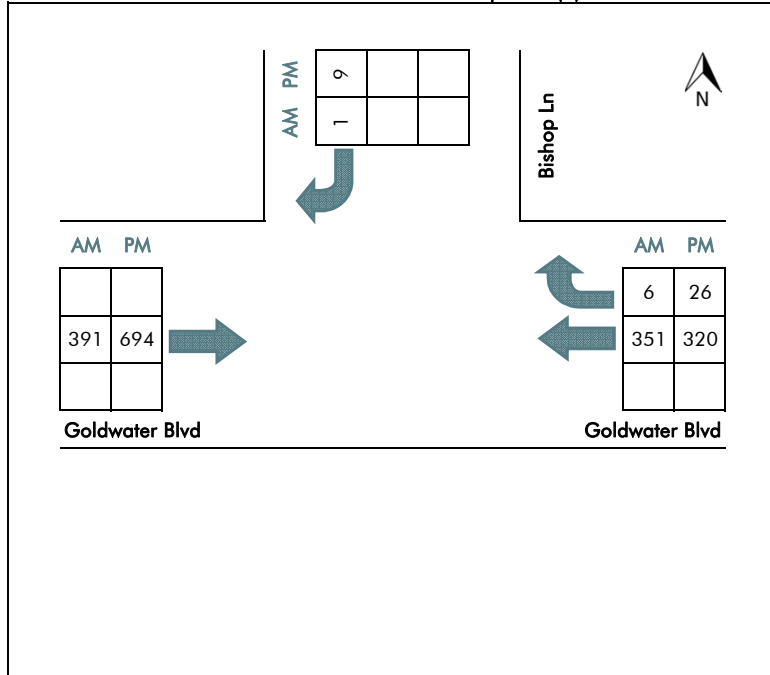 PM 9
AM 1
Bishop Ln
N
AM PM
391 694
Goldwater Blvd
AM PM
6 26
351 320
Goldwater Blvd